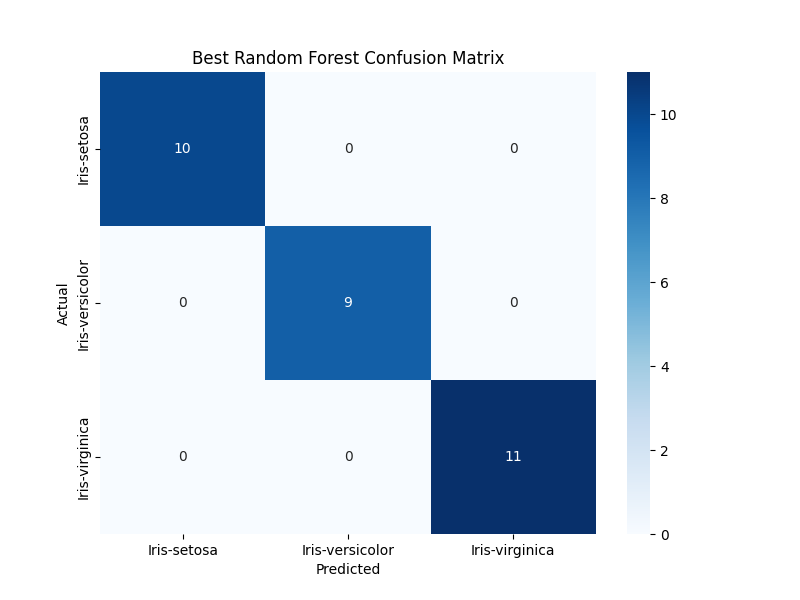 Best Random Forest Confusion Matrix
Actual
Iris-setosa
Iris-versicolor
Iris-virginica
10 0 0
0 9 0
0 0 11
Iris-setosa Iris-versicolor Iris-virginica
Predicted
10
8
6
4
2
0